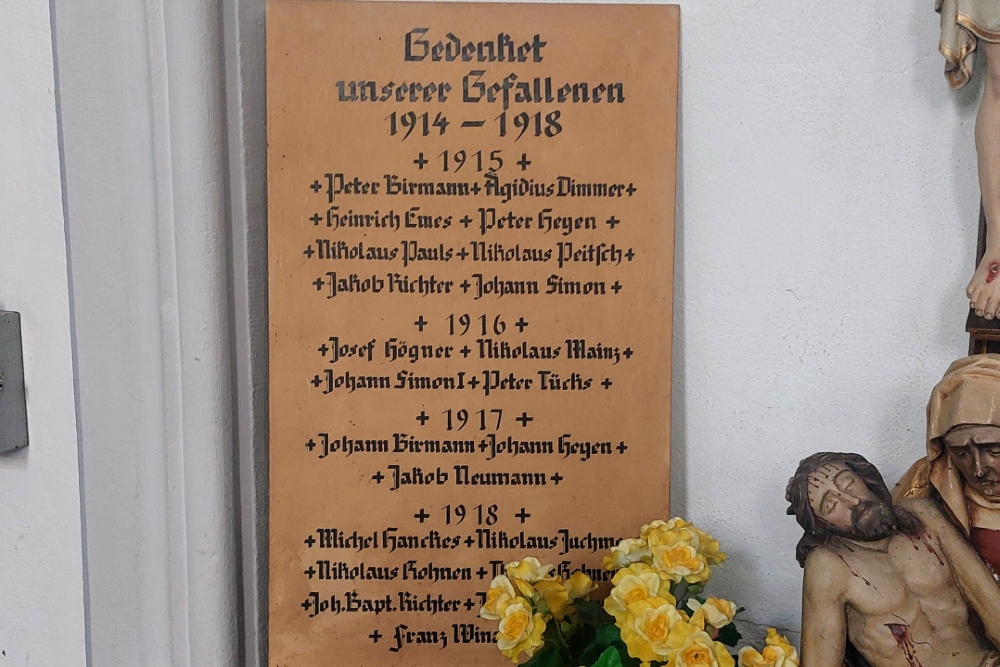 Gedenket
unserer Gefallenen
1914 – 1918
+ 1915 +
+Peter Birmann+Ägidius Dimmer+
+Heinrich Emes + Peter Heyen +
+Nikolaus Pauls+Nikolaus Peitsch+
+Jakob Richter +Johann Simon +
+ 1916 +
+Josef Högner + Nikolaus Mainz+
+Johann Simon I+Peter Tücks +
+ 1917 +
+Johann Birmann+Johann Heyen +
+Jakob Neumann+
+ 1918 +
+Michel Hanckes +Nikolaus
+Nikolaus Kohnen +
+Joh.Bapt. Richter+
+ Franz